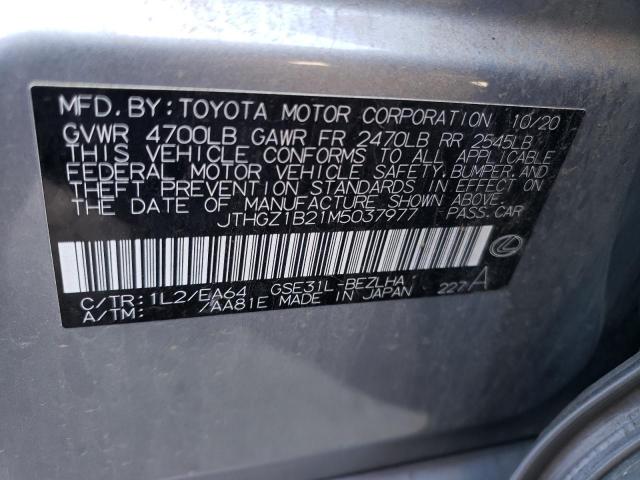 MFD. BY: TOYOTA MOTOR CORPORATION 10/20
GVWR 4700LB GAWR FR 2470LB RR 2545LB
THIS VEHICLE CONFORMS TO ALL APPLICABLE
FEDERAL MOTOR VEHICLE SAFETY, BUMPER, AND
THEFT PREVENTION STANDARDS IN EFFECT ON
THE DATE OF MANUFACTURE SHOWN ABOVE.
JTHGZ1B21M5037977 PASS. CAR
C/TR: 1L2/EA64 GSE31L-BEZLHA 227 A
A/TM: /AA81E MADE IN JAPAN